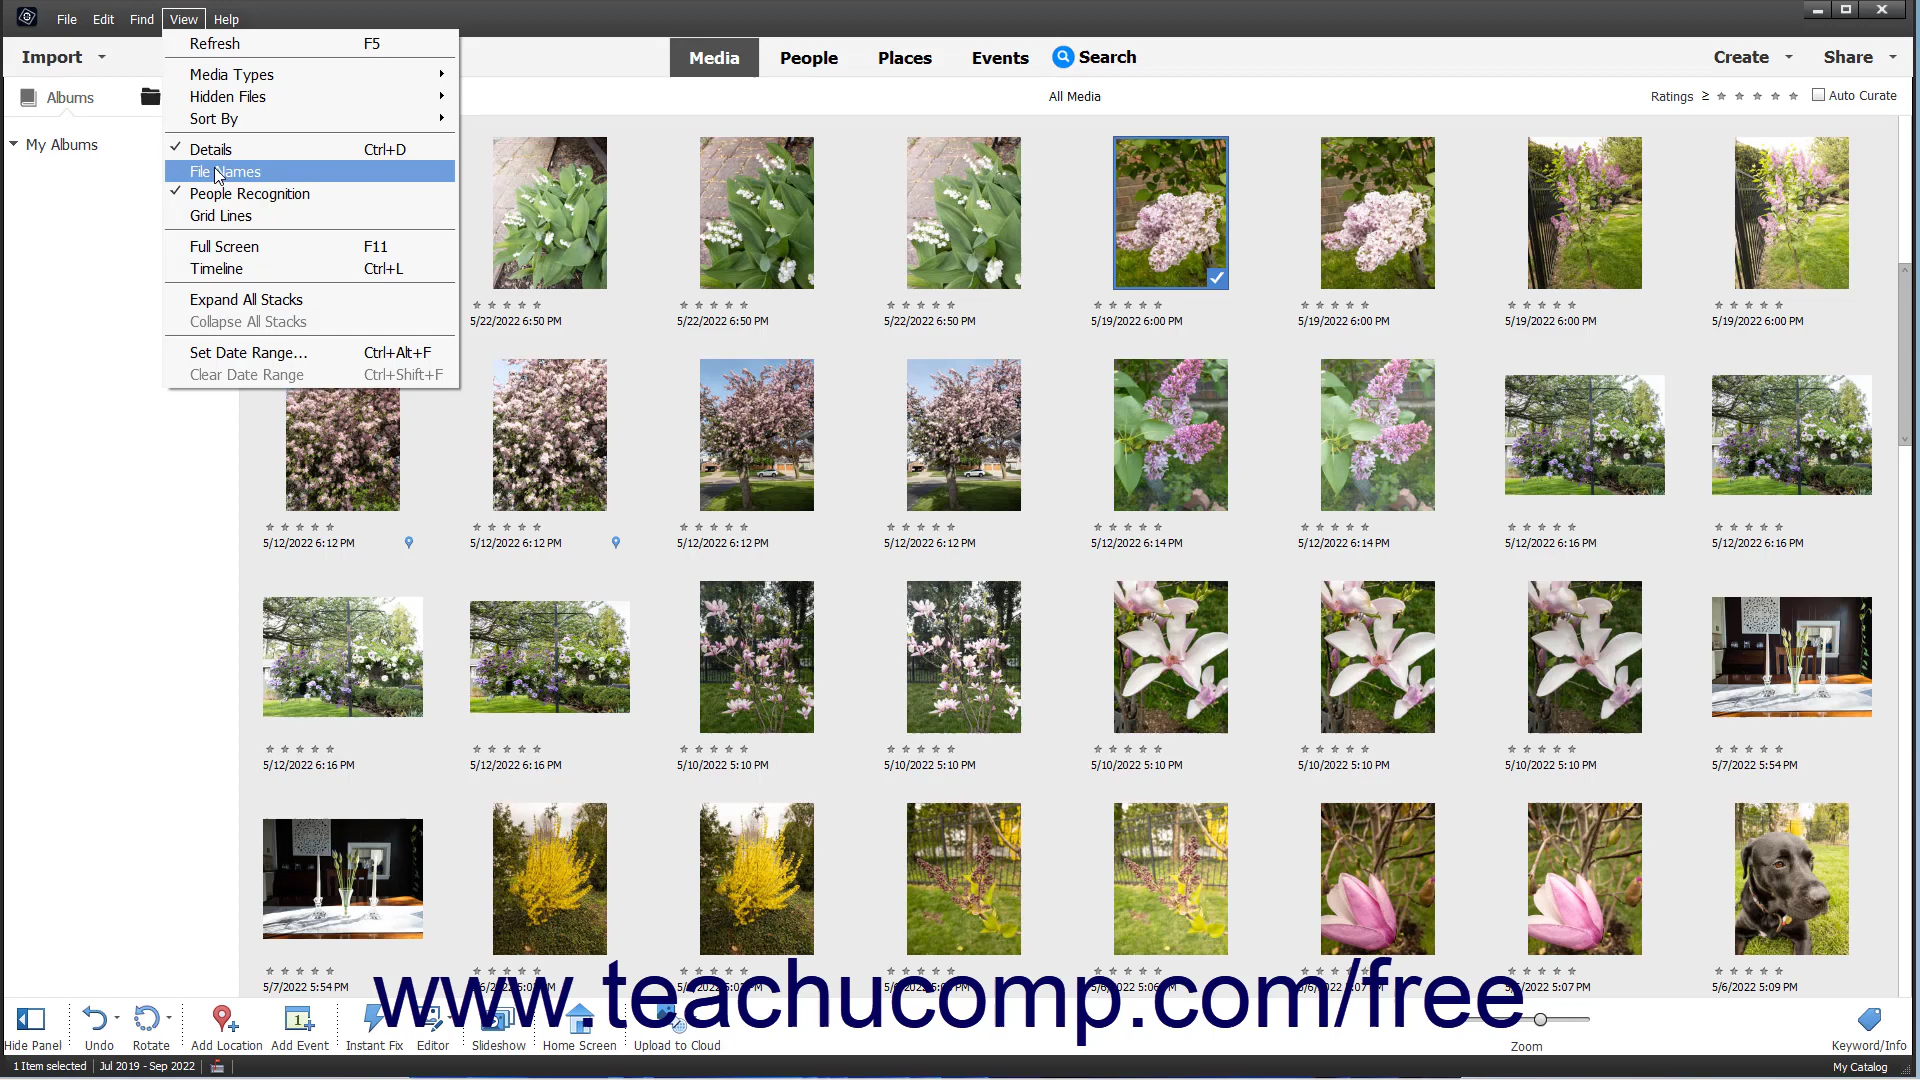 File Edit Find View Help
Import
Media People Places Events Search
Create Share
Refresh F5
Media Types
Hidden Files
Sort By
Details Ctrl+D
File Names
People Recognition
Grid Lines
Full Screen F11
Timeline Ctrl+L
Expand All Stacks
Collapse All Stacks
Set Date Range... Ctrl+Alt+F
Clear Date Range Ctrl+Shift+F
Albums
My Albums
All Media
Ratings ≥ Auto Curate
5/22/2022 6:50 PM 5/22/2022 6:50 PM 5/22/2022 6:50 PM 5/19/2022 6:00 PM 5/19/2022 6:00 PM 5/19/2022 6:00 PM 5/19/2022 6:00 PM
5/12/2022 6:12 PM 5/12/2022 6:12 PM 5/12/2022 6:12 PM 5/12/2022 6:12 PM 5/12/2022 6:14 PM 5/12/2022 6:14 PM 5/12/2022 6:16 PM 5/12/2022 6:16 PM
5/12/2022 6:16 PM 5/12/2022 6:16 PM 5/10/2022 5:10 PM 5/10/2022 5:10 PM 5/10/2022 5:10 PM 5/10/2022 5:10 PM 5/10/2022 5:10 PM 5/7/2022 5:54 PM
5/7/2022 5:54 PM 5:07 PM 5/6/2022 5:09 PM
www.teachucomp.com/free
Hide Panel Undo Rotate Add Location Add Event Instant Fix Editor Slideshow Home Screen Upload to Cloud Zoom Keyword/Info
1 Item selected Jul 2019 - Sep 2022 My Catalog